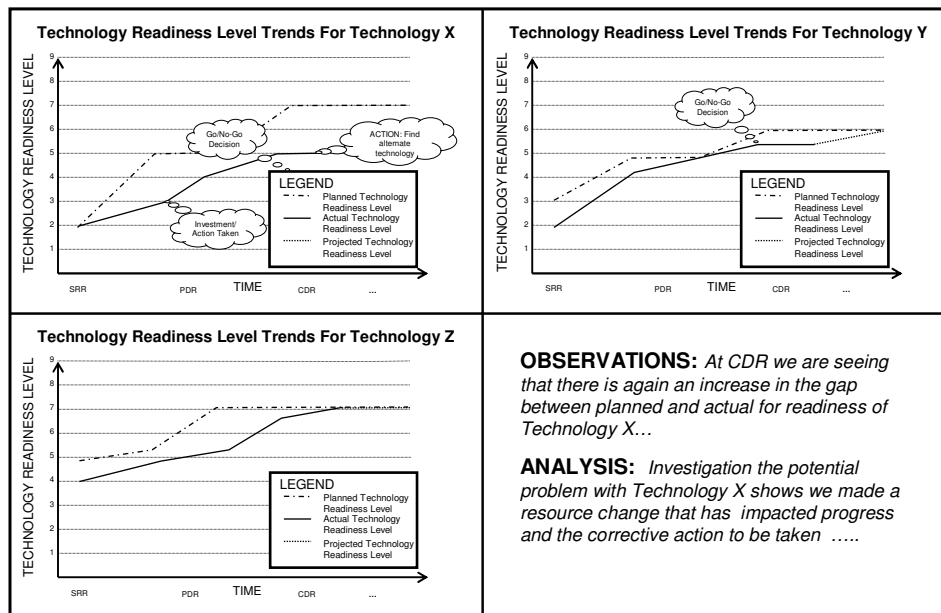 Technology Readiness Level Trends For Technology X
TECHNOLOGY READINESS LEVEL
9
8
7
6
5
4
3
2
1
Go/No-Go
Decision
ACTION: Find
alternate
technology
Investment/
Action Taken
LEGEND
Planned Technology
Readiness Level
Actual Technology
Readiness Level
Projected Technology
Readiness Level
SRR
PDR
TIME
CDR
...
Technology Readiness Level Trends For Technology Y
TECHNOLOGY READINESS LEVEL
9
8
7
6
5
4
3
2
1
Go/No-Go
Decision
LEGEND
Planned Technology
Readiness Level
Actual Technology
Readiness Level
Projected Technology
Readiness Level
SRR
PDR
TIME
CDR
...
Technology Readiness Level Trends For Technology Z
TECHNOLOGY READINESS LEVEL
9
8
7
6
5
4
3
2
1
LEGEND
Planned Technology
Readiness Level
Actual Technology
Readiness Level
Projected Technology
Readiness Level
SRR
PDR
TIME
CDR
...
OBSERVATIONS: At CDR we are seeing
that there is again an increase in the gap
between planned and actual for readiness of
Technology X…
ANALYSIS: Investigation the potential
problem with Technology X shows we made a
resource change that has impacted progress
and the corrective action to be taken …..